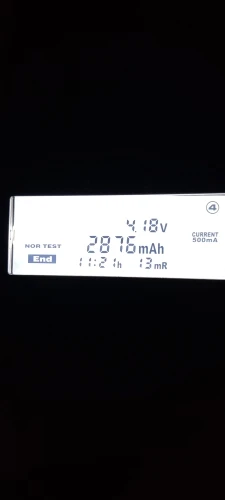 4
4.18V
NOR TEST 2876mAh CURRENT 500mA
End 11:21h 13mR